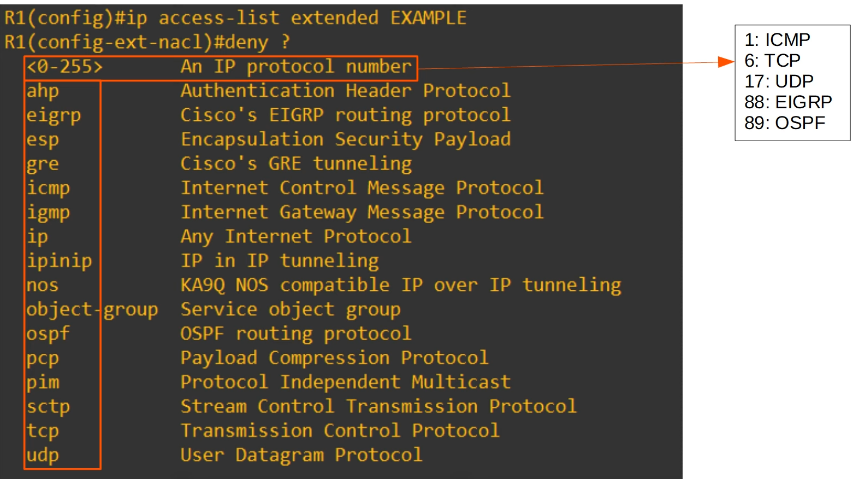 R1(config)#ip access-list extended EXAMPLE
R1(config-ext-nacl)#deny ?
<0-255> An IP protocol number
ahp Authentication Header Protocol
eigrp Cisco's EIGRP routing protocol
esp Encapsulation Security Payload
gre Cisco's GRE tunneling
icmp Internet Control Message Protocol
igmp Internet Gateway Message Protocol
ip Any Internet Protocol
ipinip IP in IP tunneling
nos KA9Q NOS compatible IP over IP tunneling
object-group Service object group
ospf OSPF routing protocol
pcp Payload Compression Protocol
pim Protocol Independent Multicast
sctp Stream Control Transmission Protocol
tcp Transmission Control Protocol
udp User Datagram Protocol
1: ICMP
6: TCP
17: UDP
88: EIGRP
89: OSPF